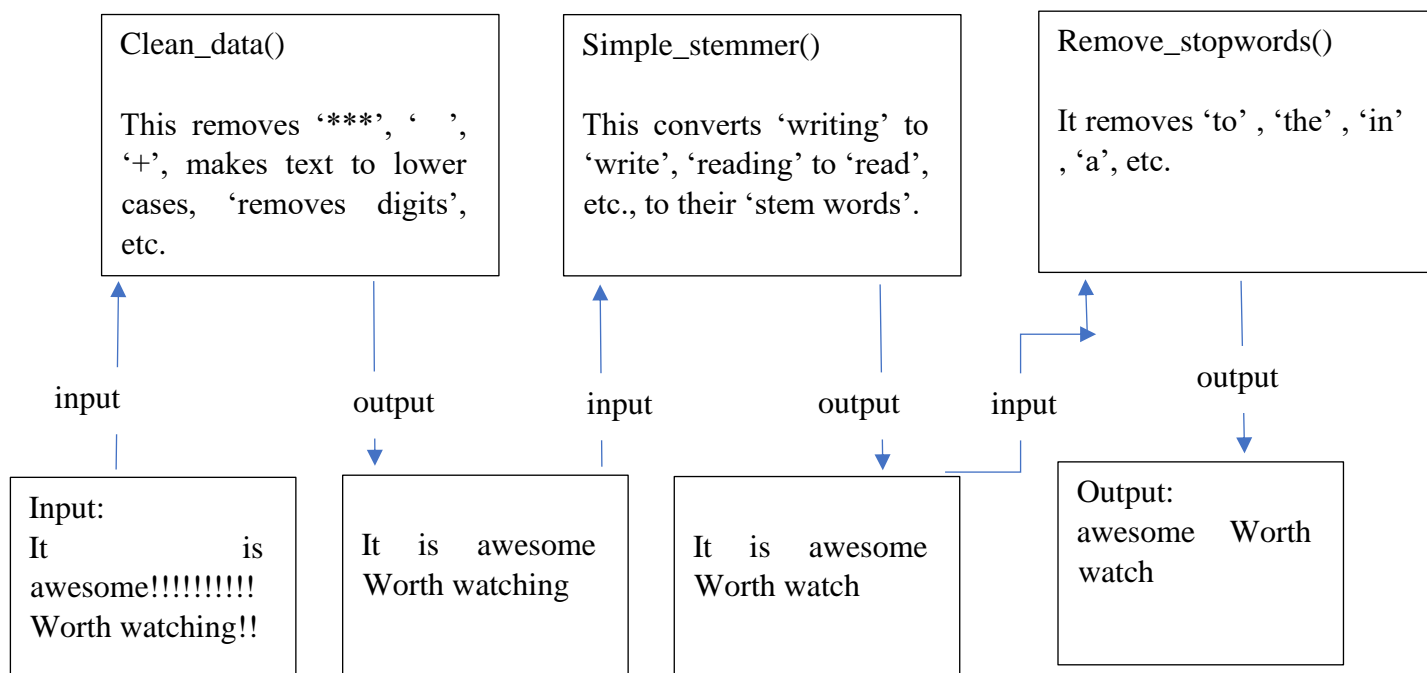 Clean_data()
This removes ‘***’, ‘ ’,
‘+’, makes text to lower
cases, ‘removes digits’,
etc.
Simple_stemmer()
This converts ‘writing’ to
‘write’, ‘reading’ to ‘read’,
etc., to their ‘stem words’.
Remove_stopwords()
It removes ‘to’ , ‘the’ , ‘in’
, ‘a’, etc.
input
output
input
output
input
output
Input:
It is
awesome!!!!!!!!!!
Worth watching!!
It is awesome
Worth watching
It is awesome
Worth watch
Output:
awesome Worth
watch